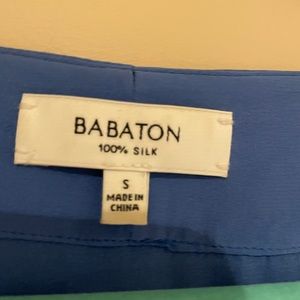 BABATON
100% SILK
S
MADE IN
CHINA